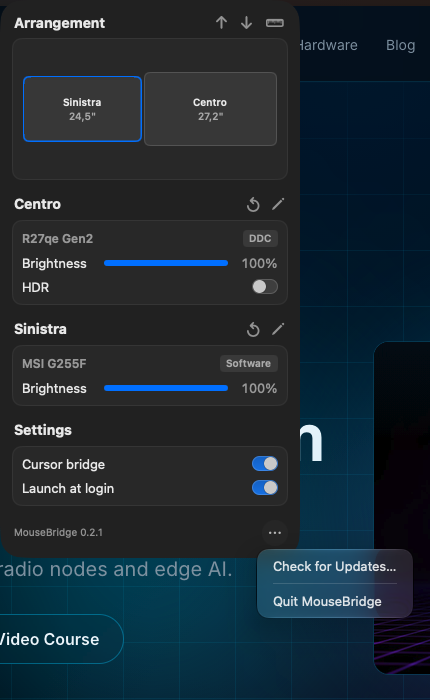 Arrangement
Hardware Blog
Sinistra
24,5"
Centro
27,2"
Centro
R27qe Gen2 DDC
Brightness 100%
HDR
Sinistra
MSI G255F Software
Brightness 100%
Settings
Cursor bridge
Launch at login
MouseBridge 0.2.1
radio nodes and edge AI.
Check for Updates...
Quit MouseBridge
Video Course